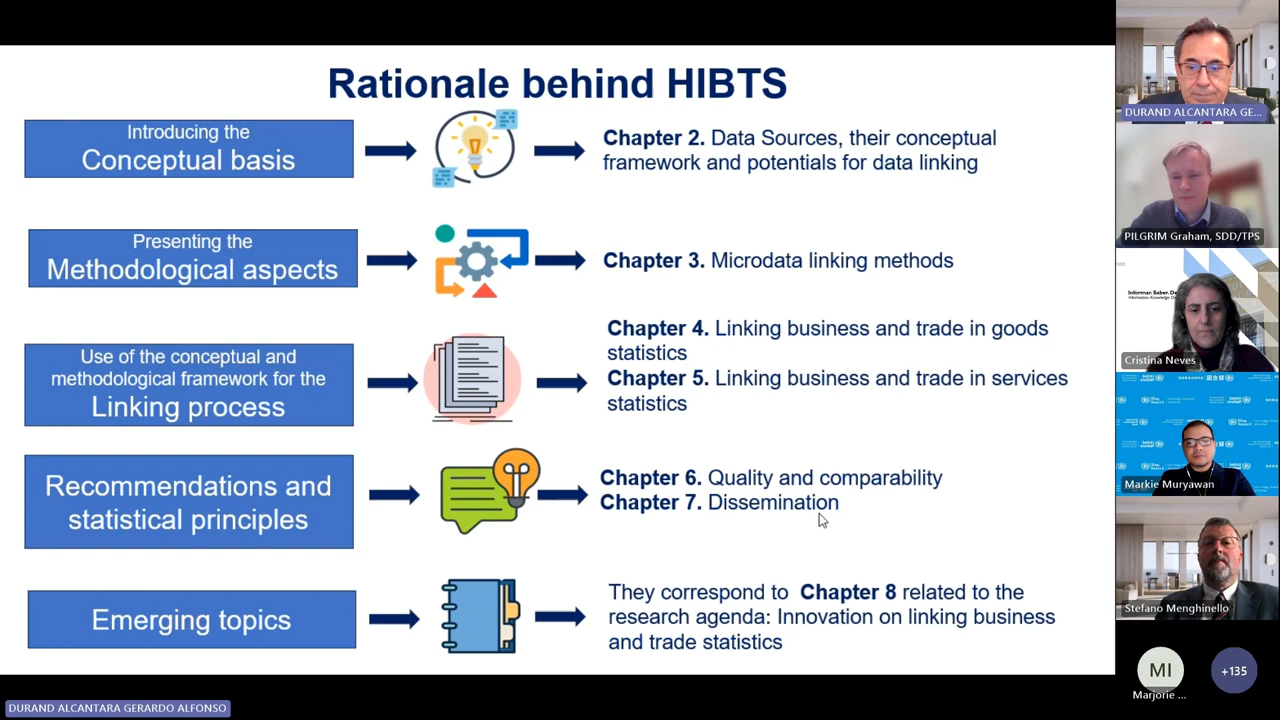 Rationale behind HIBTS
Introducing the
Conceptual basis
Chapter 2. Data Sources, their conceptual
framework and potentials for data linking
Presenting the
Methodological aspects
Chapter 3. Microdata linking methods
Use of the conceptual and
methodological framework for the
Linking process
Chapter 4. Linking business and trade in goods
statistics
Chapter 5. Linking business and trade in services
statistics
Recommendations and
statistical principles
Chapter 6. Quality and comparability
Chapter 7. Dissemination
Emerging topics
They correspond to Chapter 8 related to the
research agenda: Innovation on linking business
and trade statistics
DURAND ALCANTARA GERARDO ALFONSO
DURAND ALCANTARA GE...
PILGRIM Graham, SDD/TPS
Informar. Saber. De
Cristina Neves
Markie Muryawan
Stefano Menghinello
MI
Marjorie ...
+135